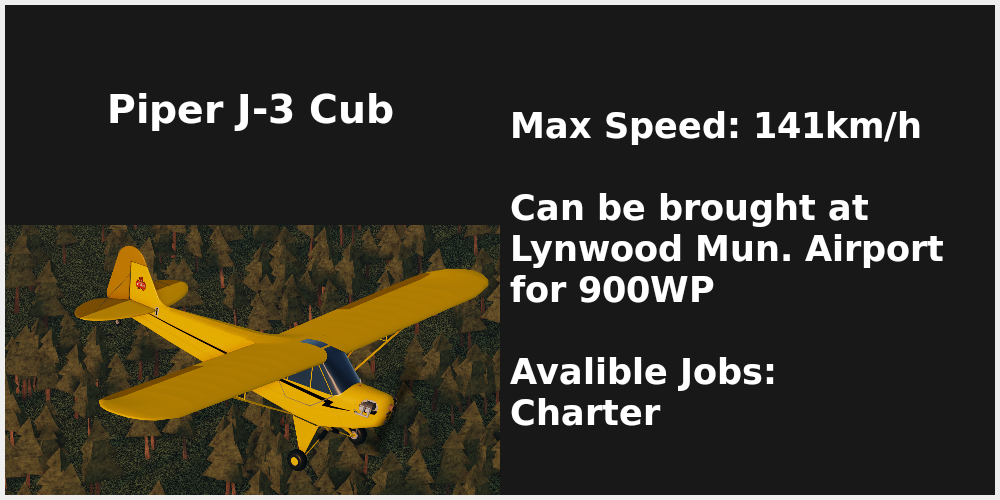 Piper J-3 Cub
Max Speed: 141km/h
Can be brought at
Lynwood Mun. Airport
for 900WP
Avalible Jobs:
Charter